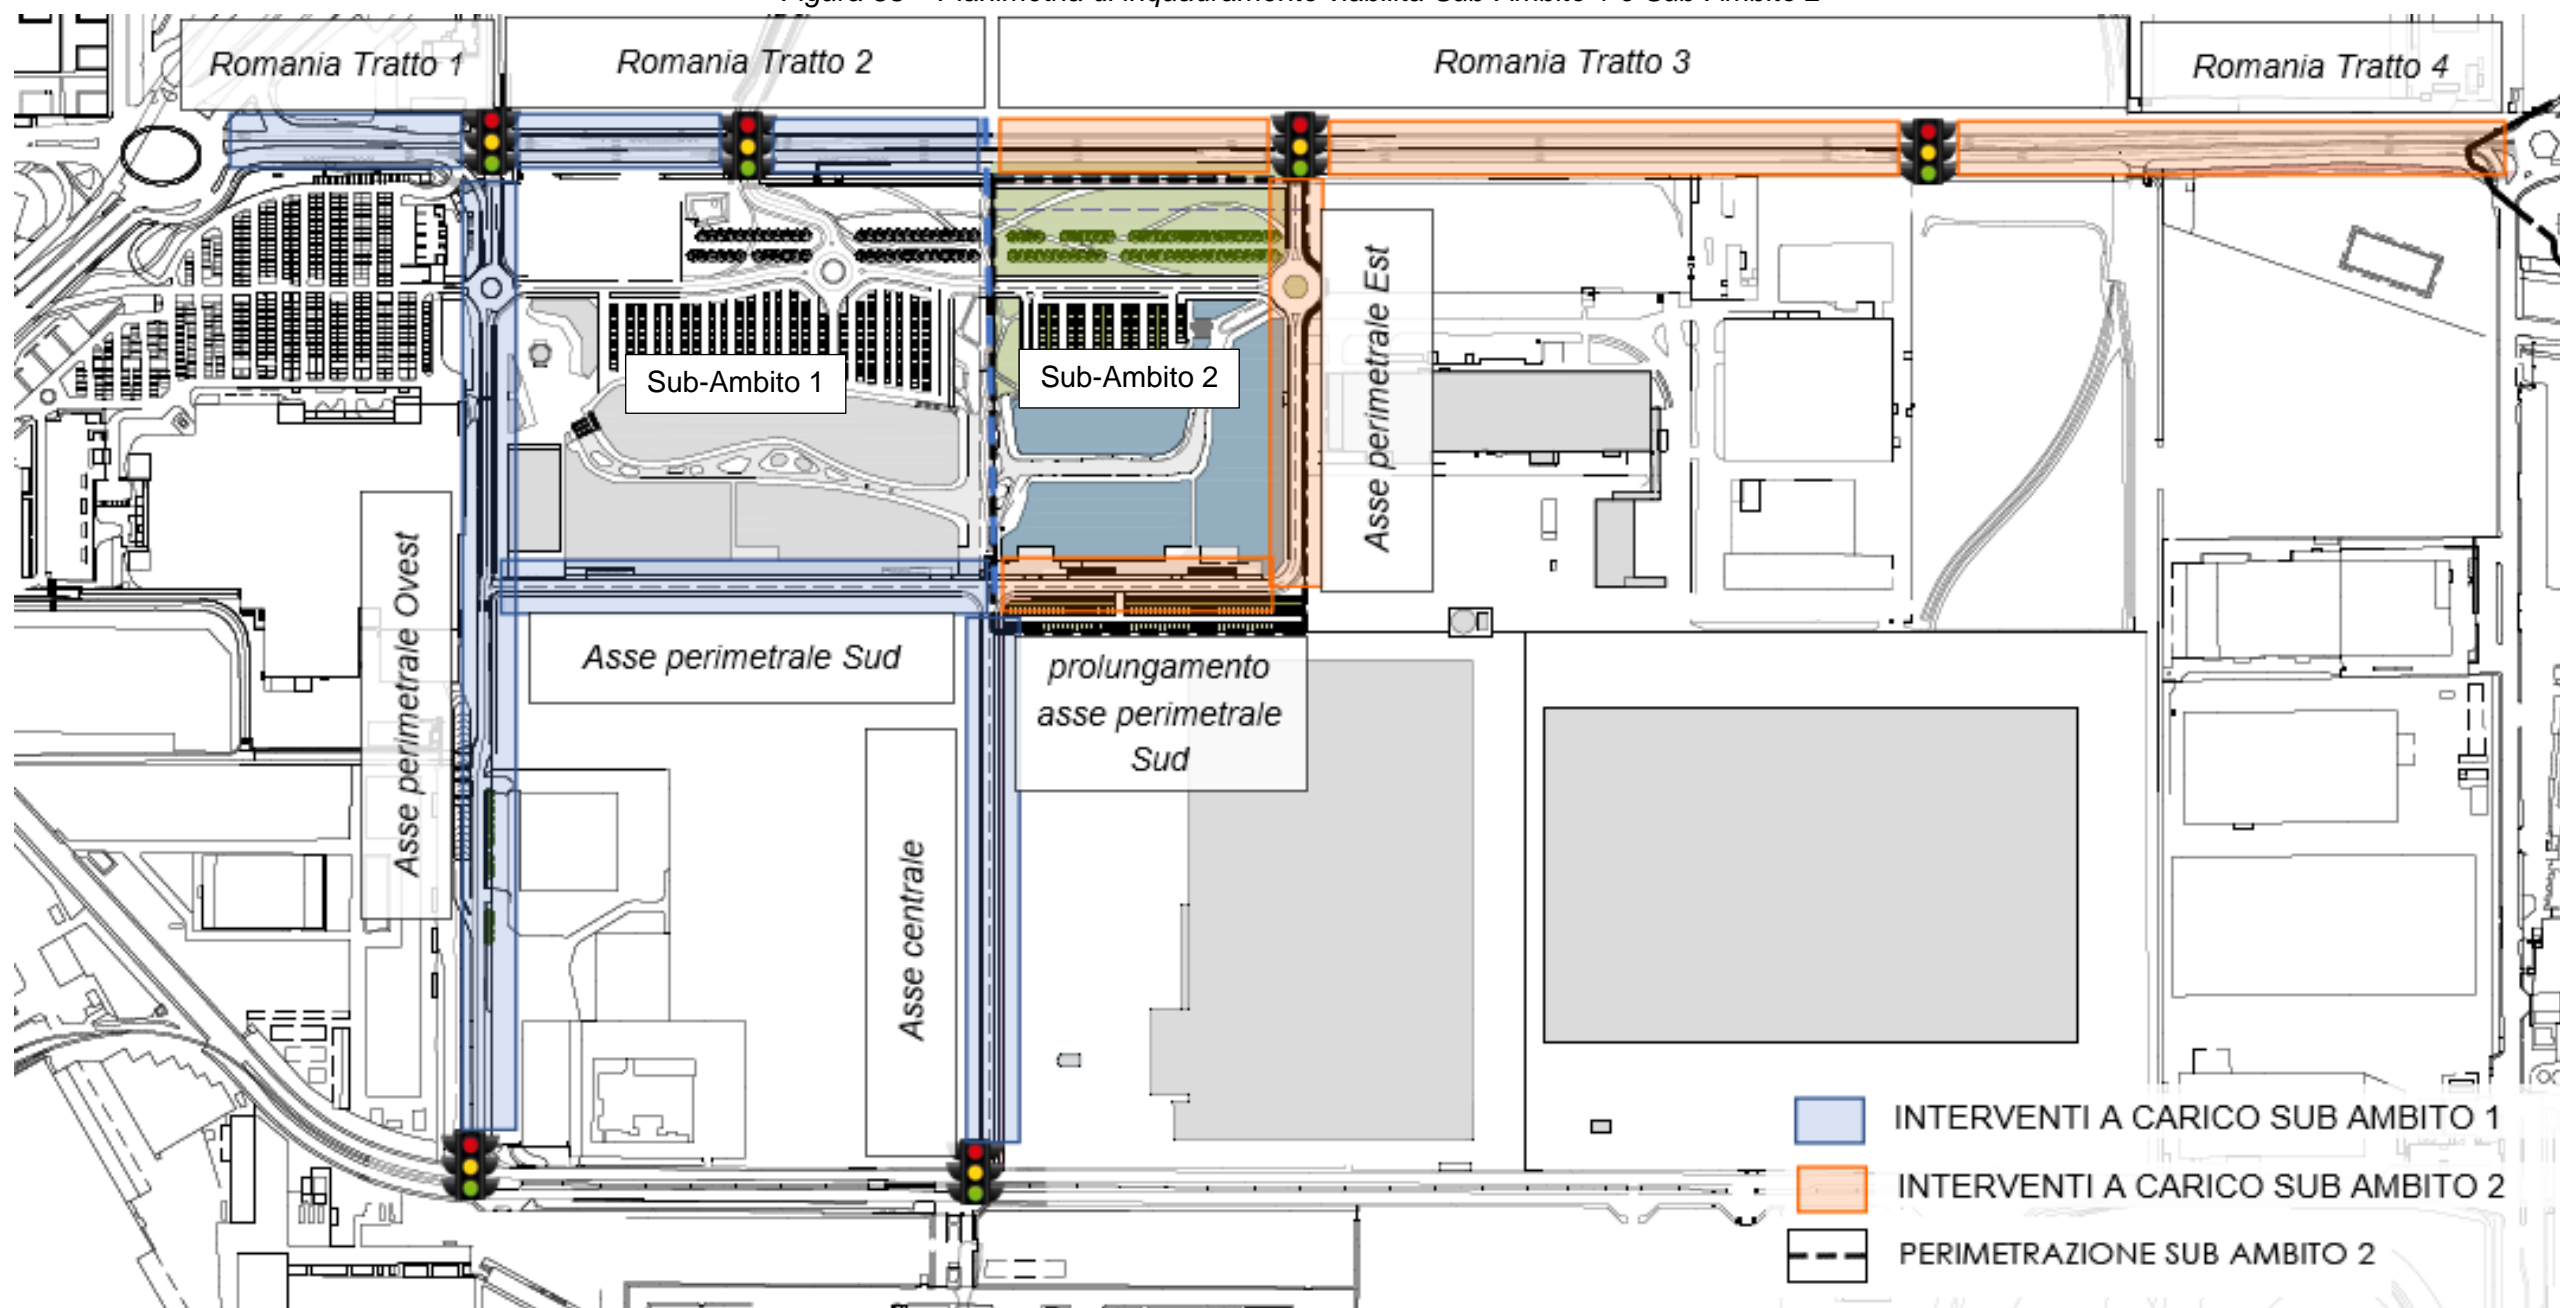 Romania Tratto 1
Romania Tratto 2
Romania Tratto 3
Romania Tratto 4
Sub-Ambito 1
Sub-Ambito 2
Asse perimetrale Est
Asse perimetrale Ovest
Asse perimetrale Sud
prolungamento
asse perimetrale
Sud
Asse centrale
INTERVENTI A CARICO SUB AMBITO 1
INTERVENTI A CARICO SUB AMBITO 2
PERIMETRAZIONE SUB AMBITO 2